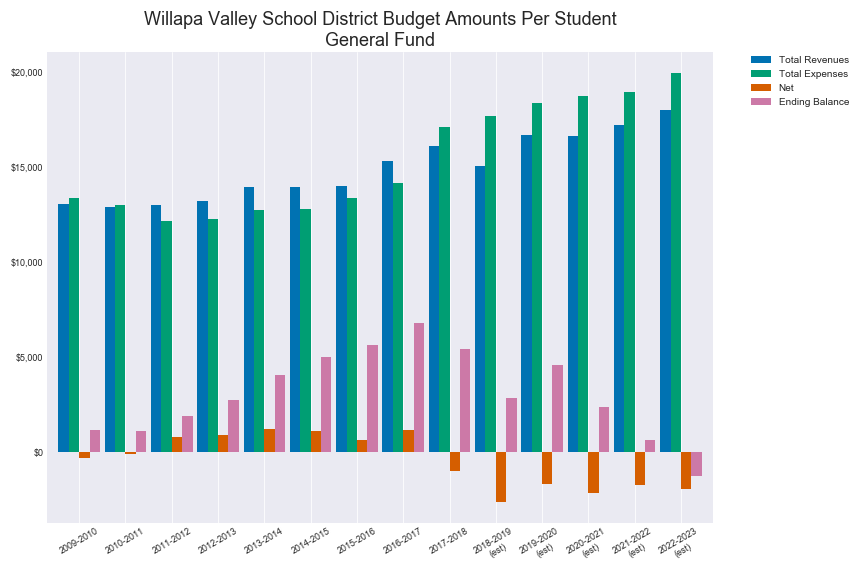 Willapa Valley School District Budget Amounts Per Student
General Fund
Total Revenues
Total Expenses
Net
Ending Balance
$20,000
$15,000
$10,000
$5,000
$0
2009-2010
2010-2011
2011-2012
2012-2013
2013-2014
2014-2015
2015-2016
2016-2017
2017-2018
2018-2019
(est)
2019-2020
(est)
2020-2021
(est)
2021-2022
(est)
2022-2023
(est)